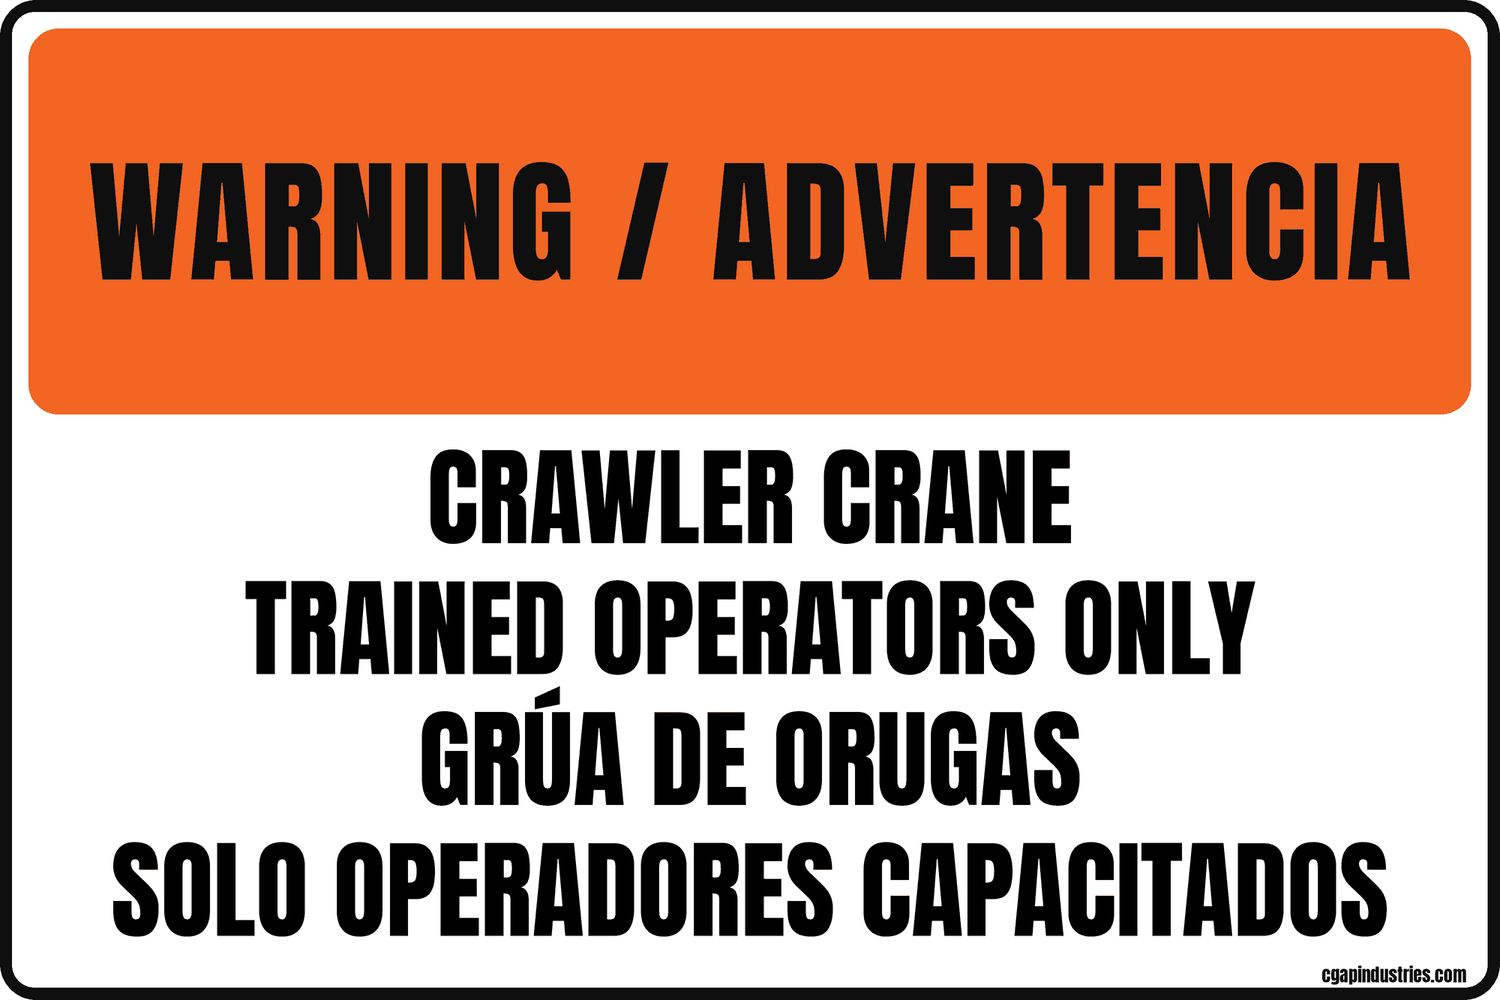 WARNING / ADVERTENCIA
CRAWLER CRANE
TRAINED OPERATORS ONLY
GRÚA DE ORUGAS
SOLO OPERADORES CAPACITADOS
cgapindustries.com